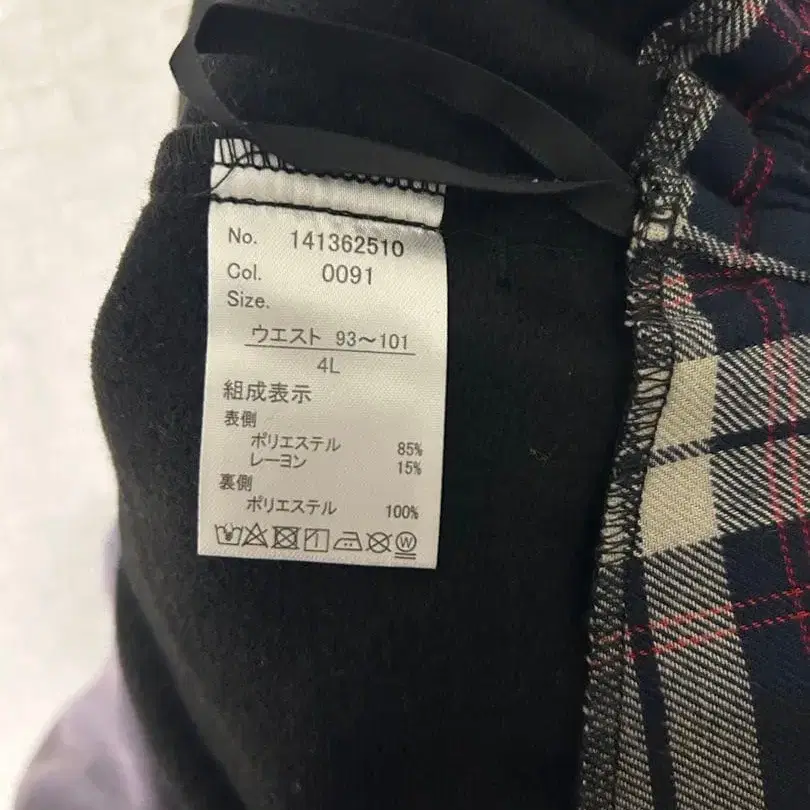 No. 141362510
Col. 0091
Size.
ウエスト 93～101
4L
組成表示
表側
ポリエステル 85%
レーヨン 15%
裏側
ポリエステル 100%
W